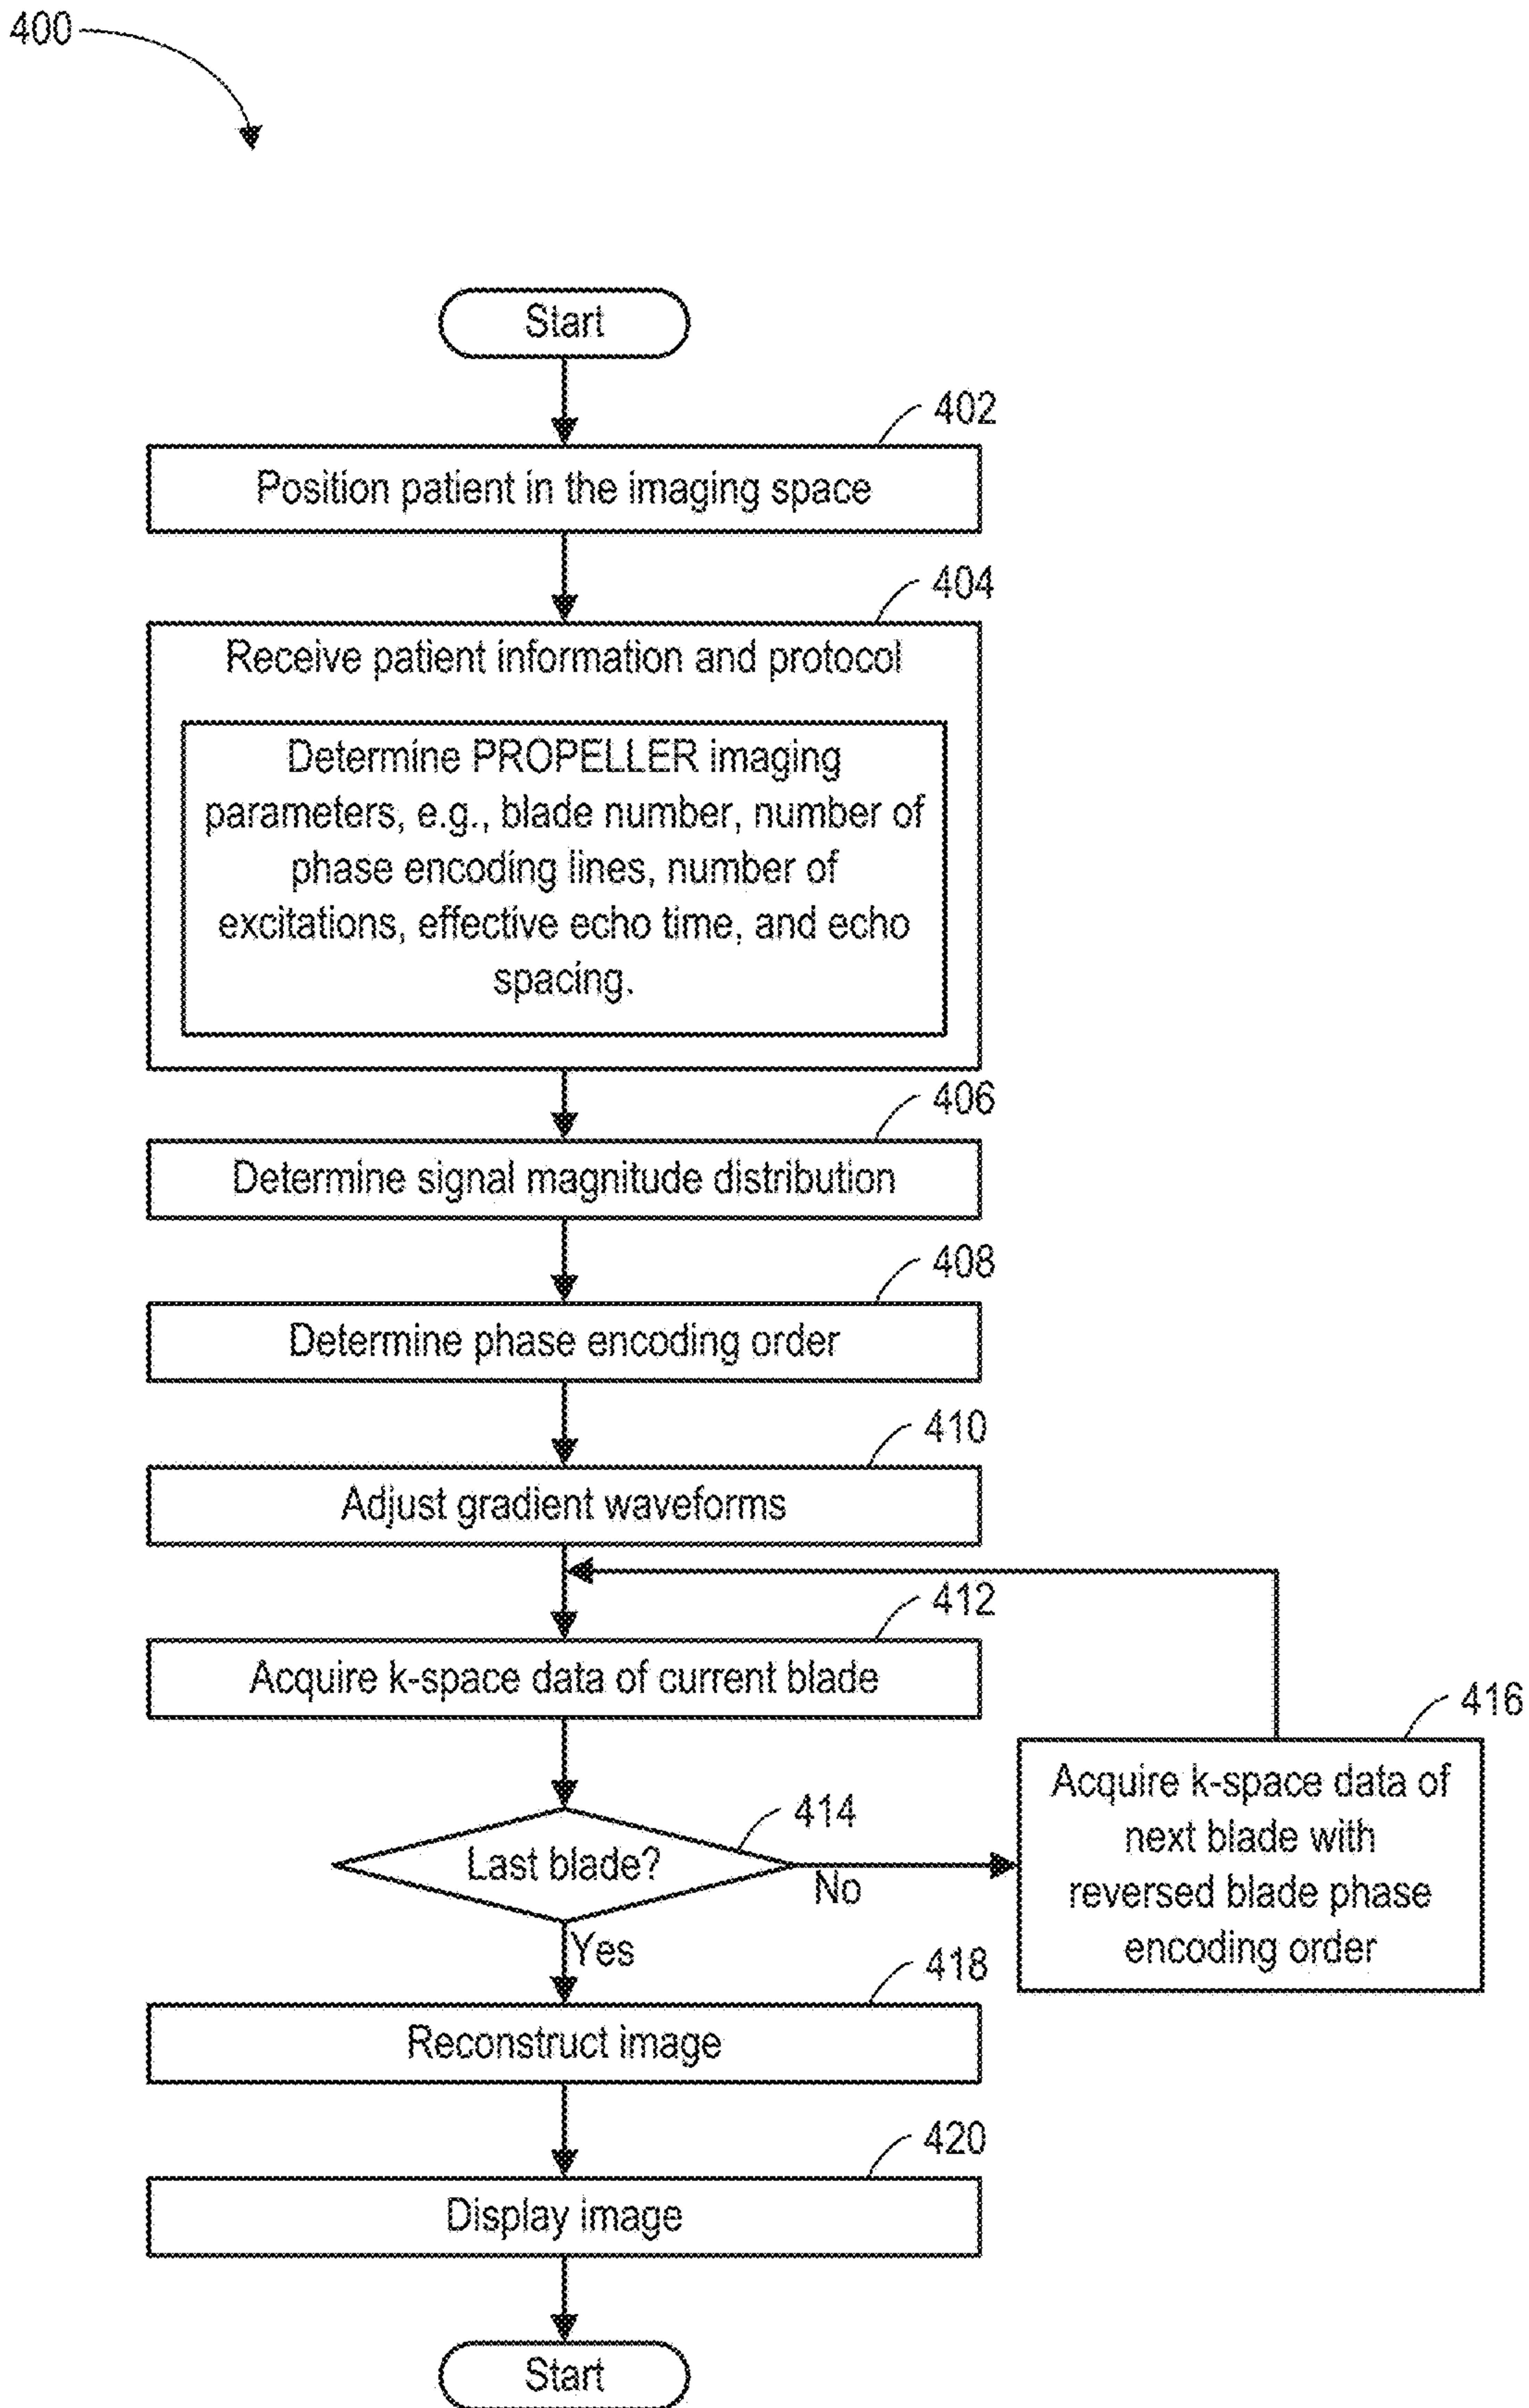 400
Start
402
Position patient in the imaging space
404
Receive patient information and protocol
Determine PROPELLER imaging
parameters, e.g., blade number, number of
phase encoding lines, number of
excitations, effective echo time, and echo
spacing.
406
Determine signal magnitude distribution
408
Determine phase encoding order
410
Adjust gradient waveforms
412
Acquire k-space data of current blade
414
Last blade?
No
416
Acquire k-space data of
next blade with
reversed blade phase
encoding order
Yes
418
Reconstruct image
420
Display image
Start